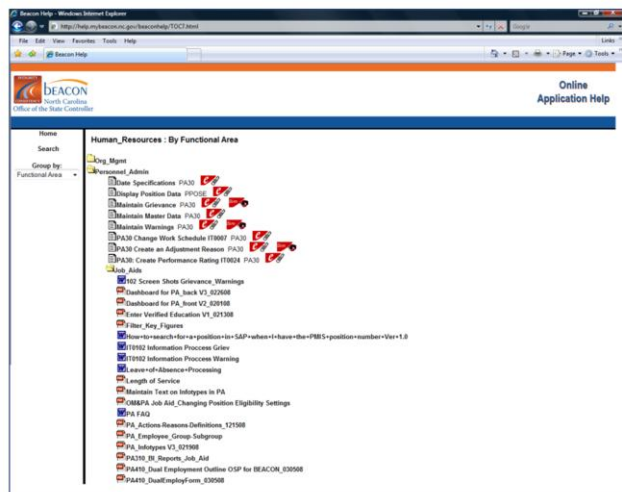 Beacon Help - Windows Internet Explorer
http://help.mybeacon.nc.gov/beaconhelp/TOC7.html
Google
File Edit View Favorites Tools Help
Links
Beacon Help
Page Tools
BEACON
North Carolina
Office of the State Controller
Online
Application Help
Home
Search
Group by:
Functional Area
Human_Resources : By Functional Area
Org_Mgmt
Personnel_Admin
Date Specifications PA30
Display Position Data PPOSE
Maintain Grievance PA30
Maintain Master Data PA30
Maintain Warnings PA30
PA30 Change Work Schedule IT0007 PA30
PA30 Create an Adjustment Reason PA30
PA30: Create Performance Rating IT0024 PA30
Job_Aids
102 Screen Shots Grievance_Warnings
Dashboard for PA_back V3_022608
Dashboard for PA_front V2_020108
Enter Verified Education V1_021308
Filter_Key_Figures
How+to+search+for+a+position+in+SAP+when+I+have+the+PMIS+position+number+Ver+1.0
IT0102 Information Proccess Griev
IT0102 Information Proccess Warning
Leave+of+Absence+Processing
Length of Service
Maintain Text on Infotypes in PA
OM&PA Job Aid_Changing Position Eligibility Settings
PA FAQ
PA_Actions-Reasons-Definitions_121508
PA_Employee_Group-Subgroup
PA_Infotypes V3_021908
PA310_BI_Reports_Job_Aid
PA410_Dual Employment Outline OSP for BEACON_030508
PA410_DualEmployForm_030508